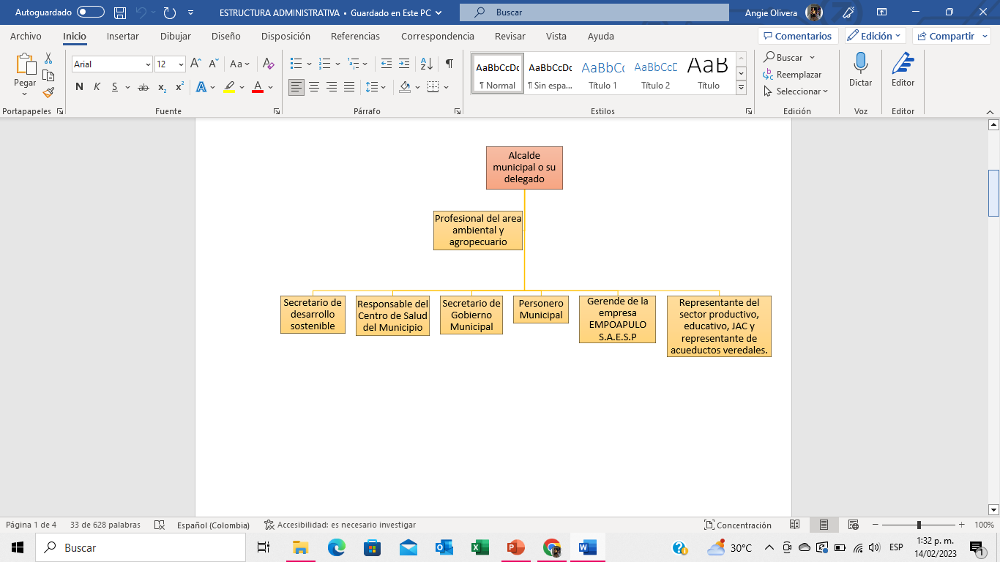 Autoguardado
ESTRUCTURA ADMINISTRATIVA • Guardado en Este PC
Buscar
Angie Olivera
Archivo Inicio Insertar Dibujar Diseño Disposición Referencias Correspondencia Revisar Vista Ayuda
Comentarios Edición Compartir
Pegar
Portapapeles
Arial 12
Aa
N K S ab x₂ x² A A
Fuente
Párrafo
AaBbCcDc AaBbCcDc AaBbCc AaBbCcD AaB
¶ Normal ¶ Sin espa... Título 1 Título 2 Título
Estilos
Buscar
Reemplazar
Seleccionar
Edición
Dictar
Voz
Editor
Editor
Alcalde
municipal o su
delegado
Profesional del area
ambiental y
agropecuario
Secretario de
desarrollo
sostenible
Responsable del
Centro de Salud
del Municipio
Secretario de
Gobierno
Municipal
Personero
Municipal
Gerende de la
empresa
EMPOAPULO
S.A.E.S.P
Representante del
sector productivo,
educativo, JAC y
representante de
acueductos veredales.
Página 1 de 4 33 de 628 palabras Español (Colombia) Accesibilidad: es necesario investigar
Concentración 100%
Buscar
30°C ESP
1:32 p. m.
14/02/2023
1